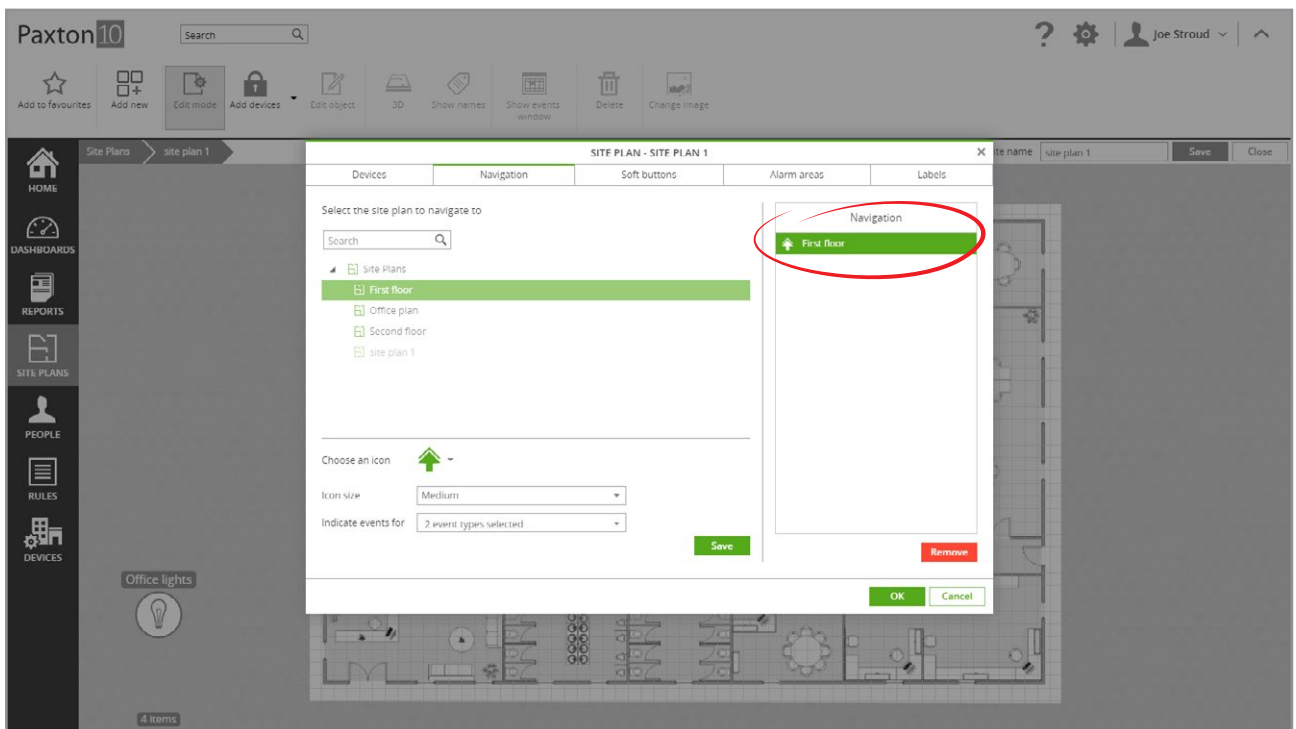 Paxton 10
Search
Joe Stroud
Add to favourites
Add new
Edit mode
Add devices
Edit object
3D
Show names
Show events window
Delete
Change image
HOME
DASHBOARDS
REPORTS
SITE PLANS
PEOPLE
RULES
DEVICES
Site Plans
site plan 1
te name
site plan 1
Save
Close
SITE PLAN - SITE PLAN 1
Devices
Navigation
Soft buttons
Alarm areas
Labels
Select the site plan to navigate to
Search
Site Plans
First floor
Office plan
Second floor
site plan 1
Choose an icon
Icon size
Medium
Indicate events for
2 event types selected
Save
Navigation
First floor
Remove
OK
Cancel
Office lights
4 items